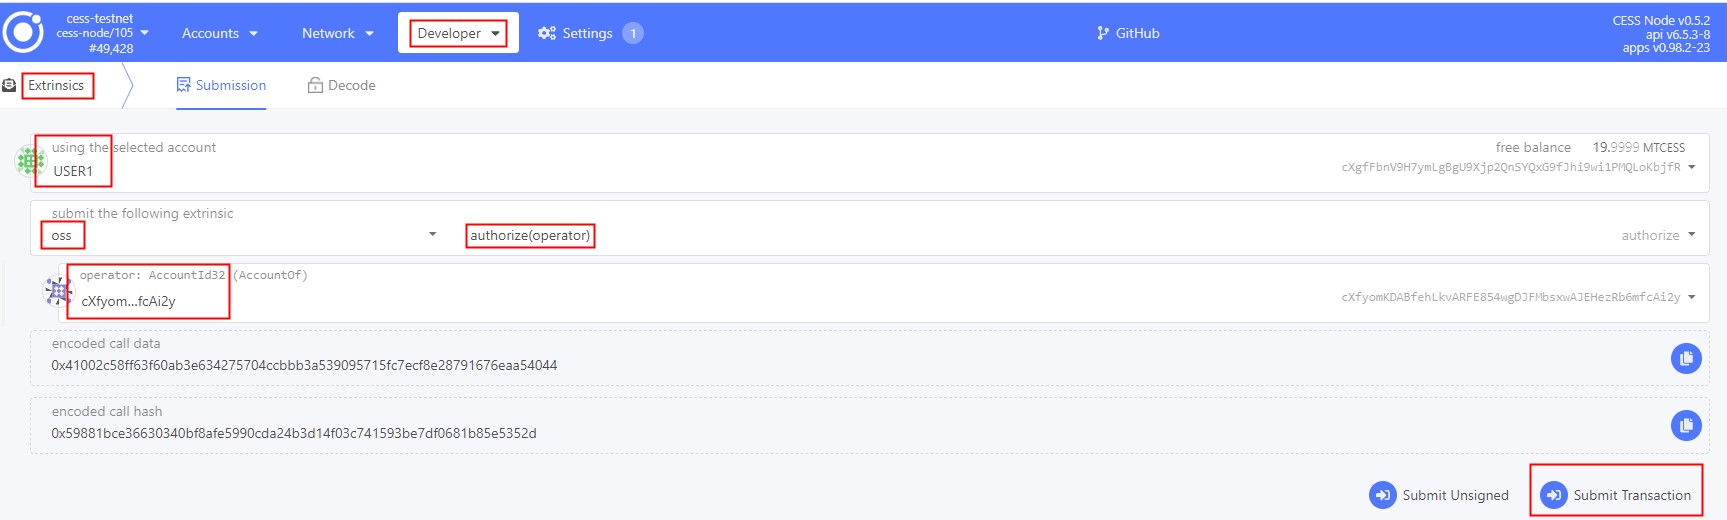 cess-testnet
cess-node/105
#49,428
Accounts
Network
Developer
Settings 1
GitHub
CESS Node v0.5.2
api v6.5.3-8
apps v0.98.2-23
Extrinsics
Submission
Decode
using the selected account
USER1
free balance 19.9999 MTCESS
cXgfFbnV9H7ymLgBgU9Xjp2QnSYQxG9fJhi9wi1PMQLoKbjfR
submit the following extrinsic
oss
authorize(operator)
authorize
operator: AccountId32 (AccountOf)
cXfyom...fcAi2y
cXfyomKDABfehLkvARFE854wgDJFMbsxwAJEHezRb6mfcAi2y
encoded call data
0x41002c58ff63f60ab3e634275704ccbbb3a539095715fc7ecf8e28791676eaa54044
encoded call hash
0x59881bce36630340bf8afe5990cda24b3d14f03c741593be7df0681b85e5352d
Submit Unsigned
Submit Transaction